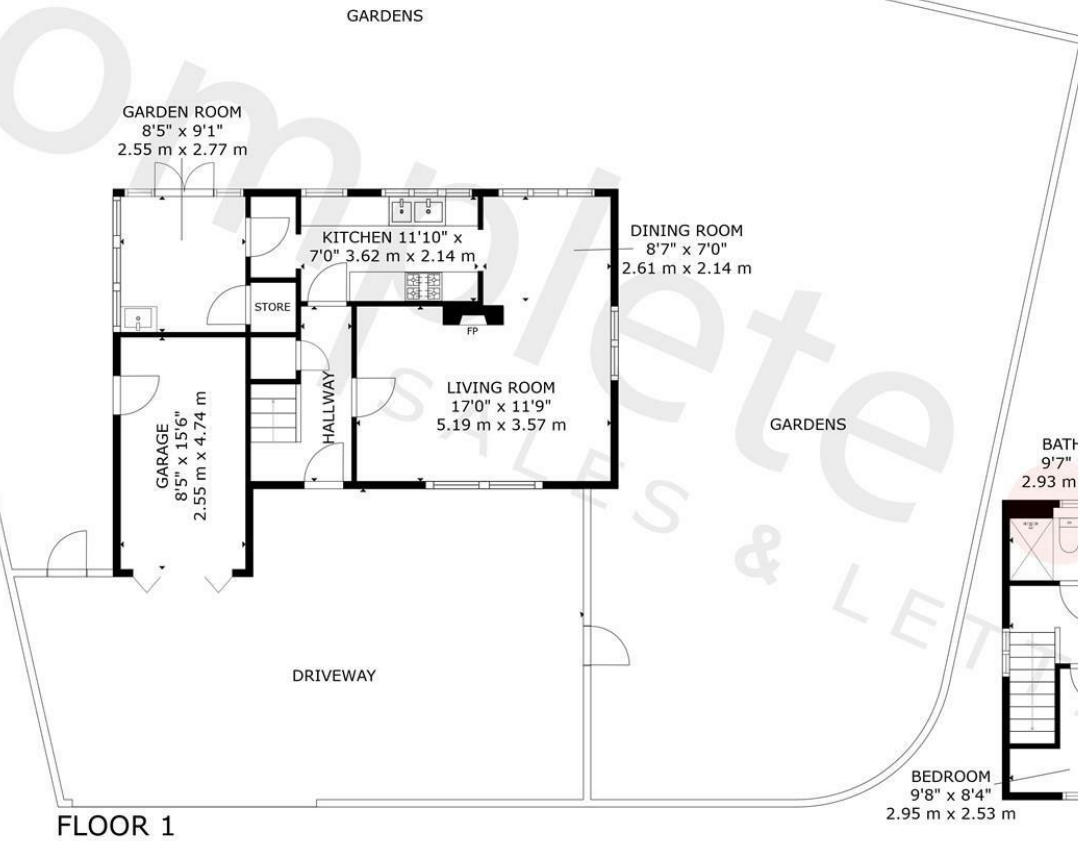 GARDENS
GARDEN ROOM
8'5" x 9'1"
2.55 m x 2.77 m
KITCHEN 11'10" x
7'0" 3.62 m x 2.14 m
DINING ROOM
8'7" x 7'0"
2.61 m x 2.14 m
STORE
FP
HALLWAY
LIVING ROOM
17'0" x 11'9"
5.19 m x 3.57 m
GARAGE
8'5" x 15'6"
2.55 m x 4.74 m
GARDENS
DRIVEWAY
BATH
9'7"
2.93 m
BEDROOM
9'8" x 8'4"
2.95 m x 2.53 m
FLOOR 1
omplete
SALES & LETT